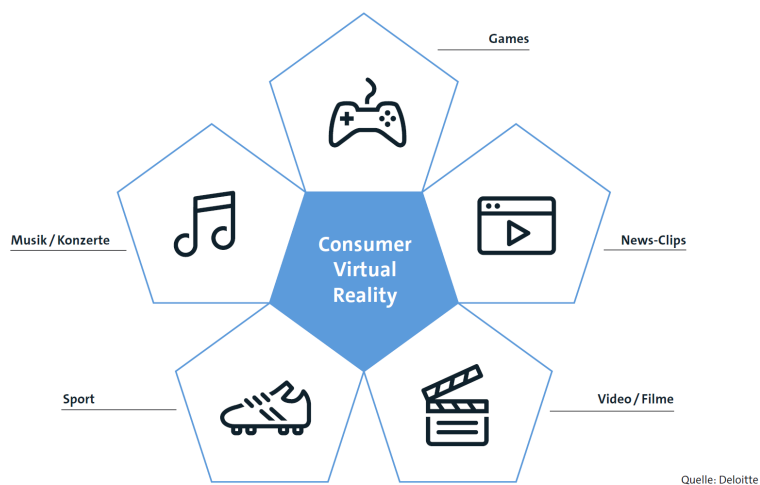 Games
Musik / Konzerte
Consumer
Virtual
Reality
News-Clips
Sport
Video / Filme
Quelle: Deloitte